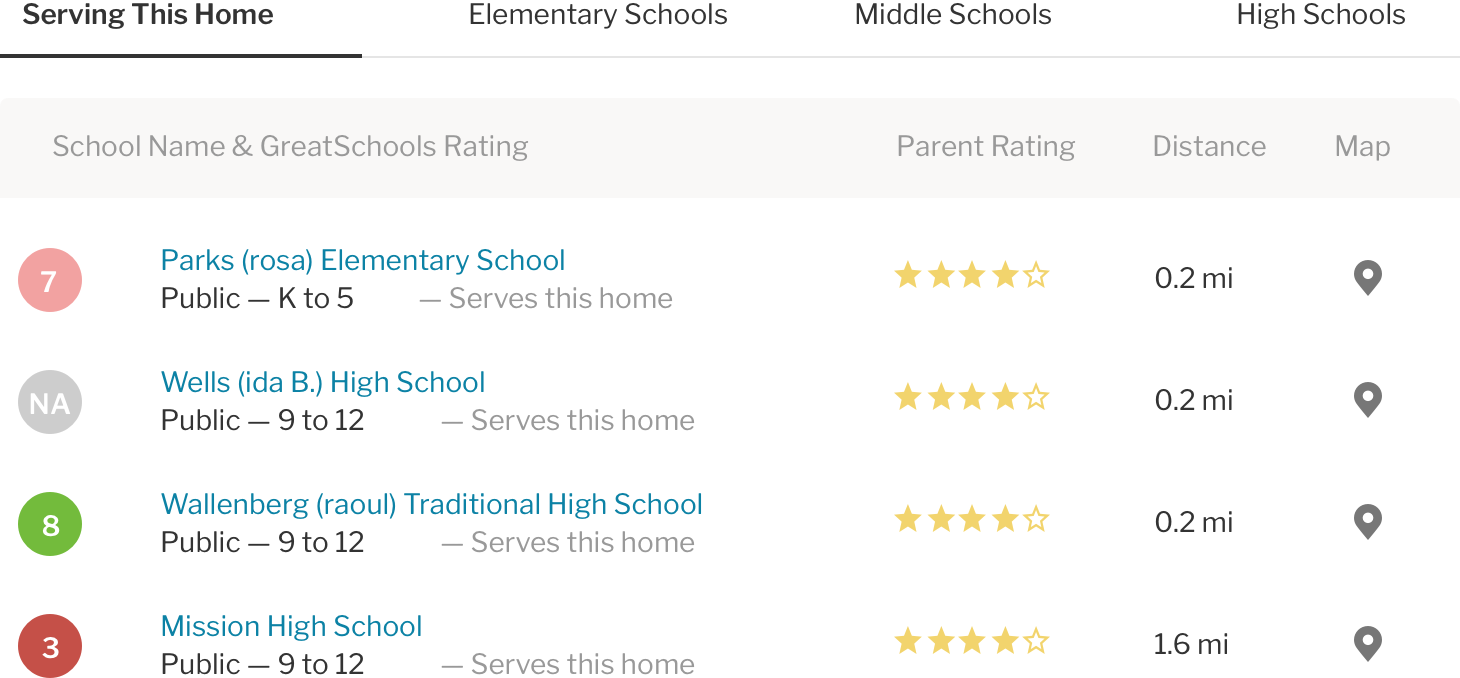 Serving This Home Elementary Schools Middle Schools High Schools
School Name & GreatSchools Rating Parent Rating Distance Map
Parks (rosa) Elementary School
7 Public — K to 5 — Serves this home 0.2 mi
Wells (ida B.) High School
NA Public — 9 to 12 — Serves this home 0.2 mi
Wallenberg (raoul) Traditional High School
8 Public — 9 to 12 — Serves this home 0.2 mi
Mission High School
3 Public — 9 to 12 — Serves this home 1.6 mi